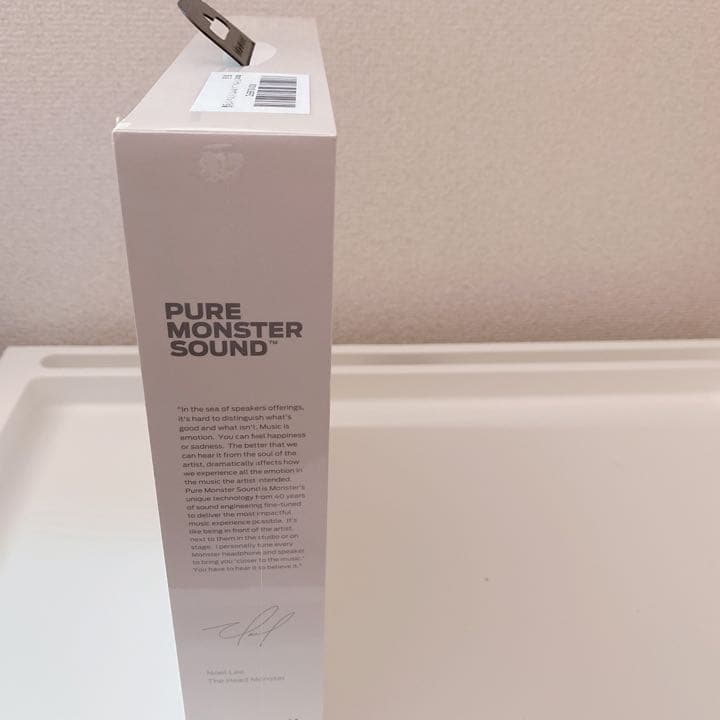 PURE
MONSTER
SOUND™
"In the sea of speakers offerings,
it's hard to distinguish what's
good and what isn't. Music is
emotion. You can feel happiness
or sadness. The better that we
can hear it from the soul of the
artist, dramatically affects how
we experience all the emotion in
the music the artist intended.
Pure Monster Sound is Monster's
unique technology from 40 years
of sound engineering fine-tuned
to deliver the most impactful
music experience possible. It's
like being in front of the artist,
next to them in the studio or on
stage. I personally tune every
Monster headphone and speaker
to bring you 'closer to the music.'
You have to hear it to believe it."
Noel Lee
The Head Monster